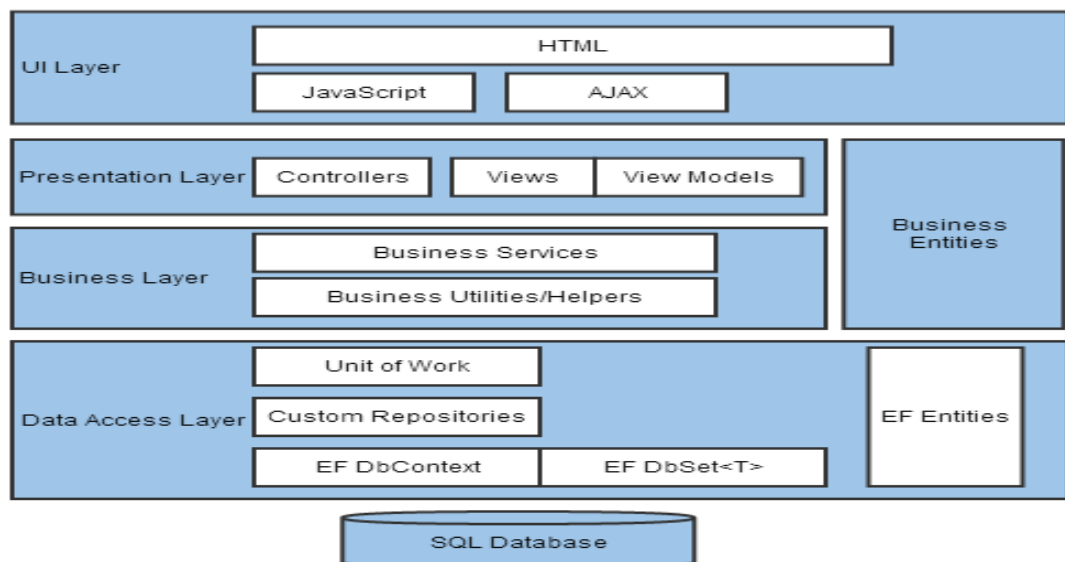 UI Layer
HTML
JavaScript
AJAX
Presentation Layer
Controllers
Views
View Models
Business Layer
Business Services
Business Utilities/Helpers
Business
Entities
Data Access Layer
Unit of Work
Custom Repositories
EF DbContext
EF DbSet<T>
EF Entities
SQL Database